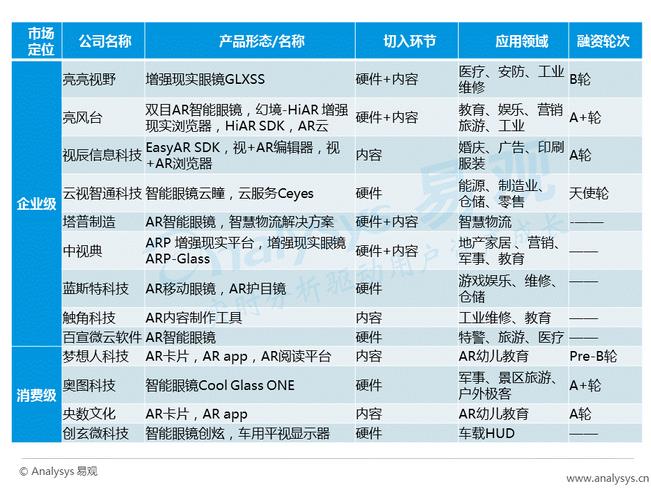 市场定位 公司名称 产品形态/名称 切入环节 应用领域 融资轮次
企业级
亮亮视野 增强现实眼镜GLXSS 硬件+内容 医疗、安防、工业维修 B轮
亮风台 双目AR智能眼镜，幻境-HiAR 增强现实浏览器，HiAR SDK，AR云 硬件+内容 教育、娱乐、营销旅游、工业 A+轮
视辰信息科技 EasyAR SDK，视+AR编辑器，视+AR浏览器 内容 婚庆、广告、印刷服装 A轮
云视智通科技 智能眼镜云瞳，云服务Ceyes 硬件 能源、制造业、仓储、零售 天使轮
塔普制造 AR智能眼镜，智慧物流解决方案 硬件+内容 智慧物流 -——
中视典 ARP 增强现实平台，增强现实眼镜ARP-Glass 硬件+内容 地产家居、营销、军事、教育 ——
蓝斯特科技 AR移动眼镜，AR护目镜 硬件 游戏娱乐、维修、仓储 ——
触角科技 AR内容制作工具 内容 工业维修、教育 ——
百宣微云软件 AR智能眼镜 硬件 特警、旅游、医疗 ——
消费级
梦想人科技 AR卡片，AR app，AR阅读平台 内容 AR幼儿教育 Pre-B轮
奥图科技 智能眼镜Cool Glass ONE 硬件 军事、景区旅游、户外极客 A+轮
央数文化 AR卡片，AR app 内容 AR幼儿教育 A轮
创玄微科技 智能眼镜创炫，车用平视显示器 硬件 车载HUD ——
Analysys 易观
© Analysys 易观
www.analysys.cn